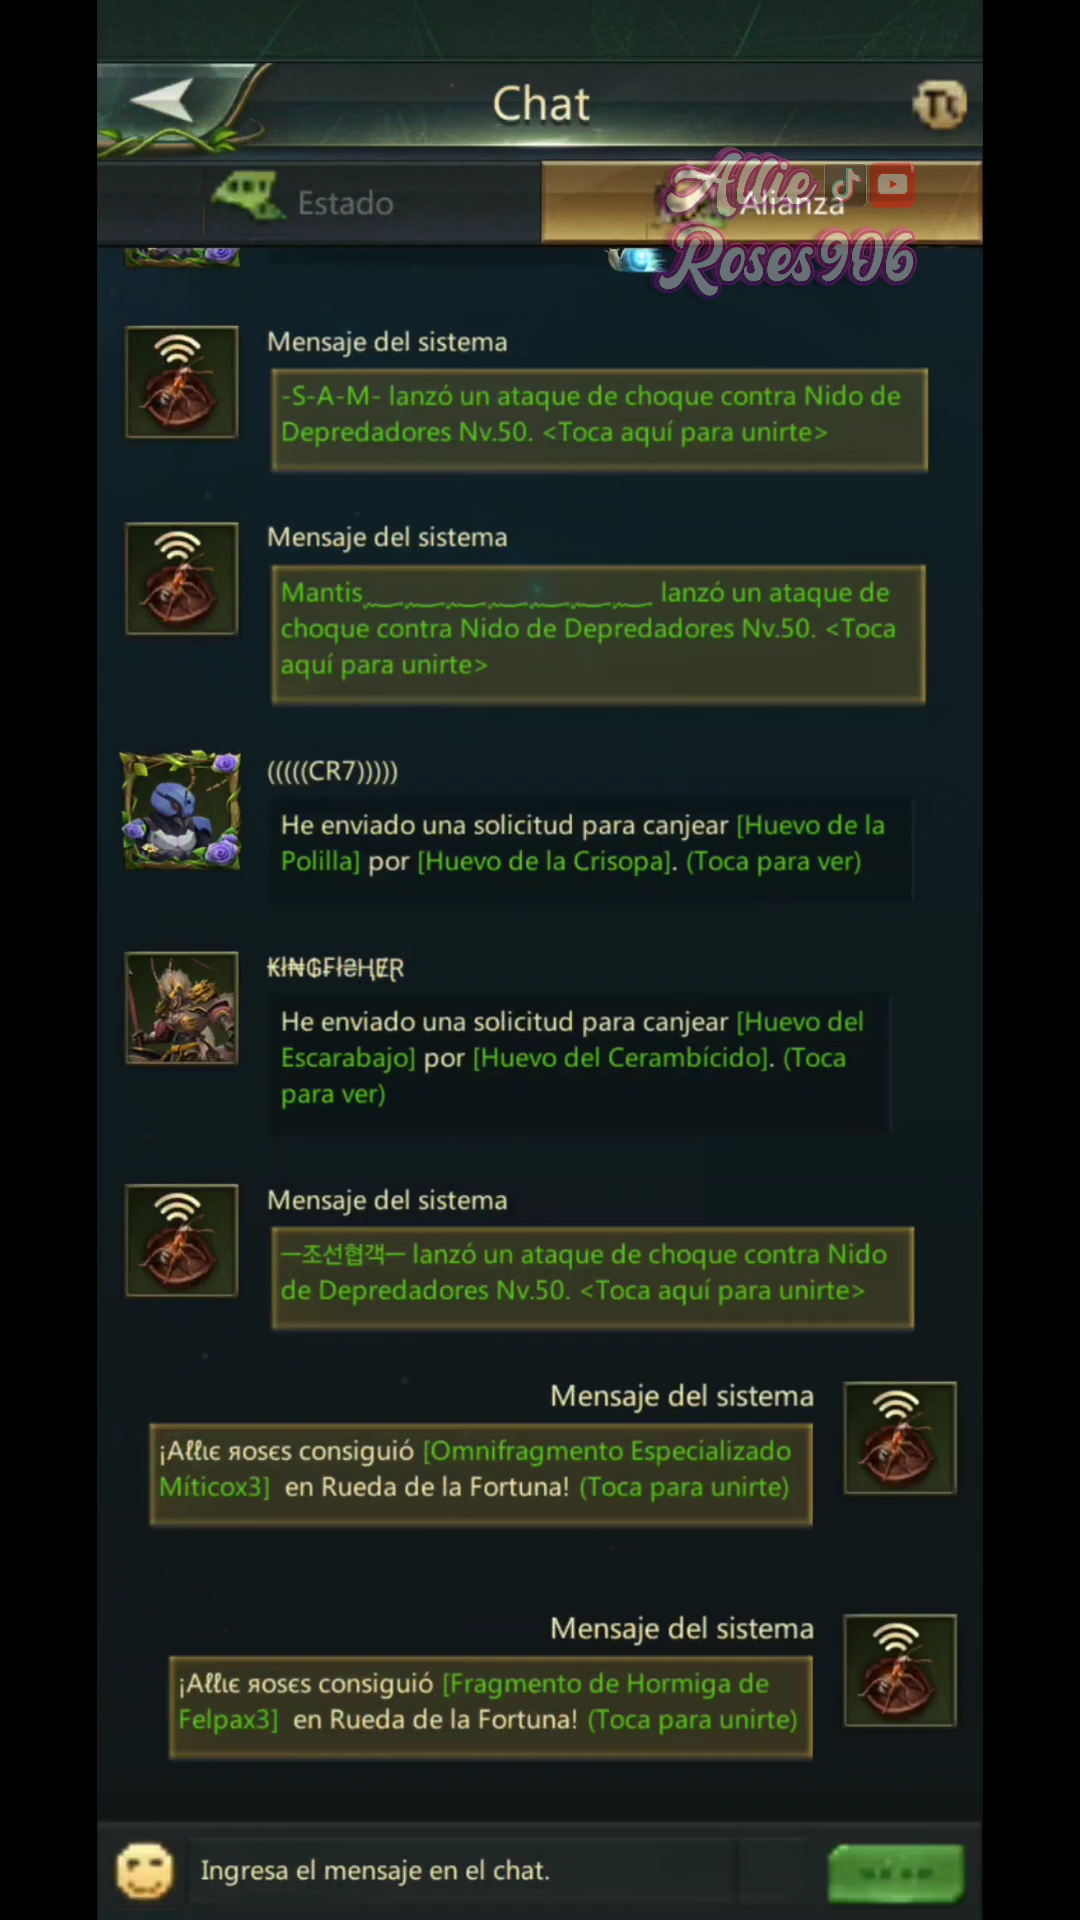 Chat
Estado
Alianza
Allie
Roses906
Mensaje del sistema
-S-A-M- lanzó un ataque de choque contra Nido de
Depredadores Nv.50. <Toca aquí para unirte>
Mensaje del sistema
Mantis lanzó un ataque de
choque contra Nido de Depredadores Nv.50. <Toca
aquí para unirte>
(((((CR7)))))
He enviado una solicitud para canjear [Huevo de la
Polilla] por [Huevo de la Crisopa]. (Toca para ver)
He enviado una solicitud para canjear [Huevo del
Escarabajo] por [Huevo del Cerambícido]. (Toca
para ver)
Mensaje del sistema
一조선협객一 lanzó un ataque de choque contra Nido
de Depredadores Nv.50. <Toca aquí para unirte>
Mensaje del sistema
¡Aℓℓιє яosєs consiguió [Omnifragmento Especializado
Míticox3] en Rueda de la Fortuna! (Toca para unirte)
Mensaje del sistema
¡Aℓℓιє яosєs consiguió [Fragmento de Hormiga de
Felpax3] en Rueda de la Fortuna! (Toca para unirte)
Ingresa el mensaje en el chat.